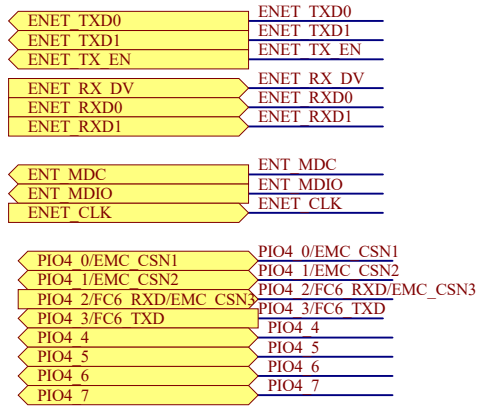 ENET_TXD0 ENET_TXD0
ENET_TXD1 ENET_TXD1
ENET_TX_EN ENET_TX_EN
ENET_RX_DV ENET_RX_DV
ENET_RXD0 ENET_RXD0
ENET_RXD1 ENET_RXD1
ENT_MDC ENT_MDC
ENT_MDIO ENT_MDIO
ENET_CLK ENET_CLK
PIO4_0/EMC_CSN1 PIO4_0/EMC_CSN1
PIO4_1/EMC_CSN2 PIO4_1/EMC_CSN2
PIO4_2/FC6_RXD/EMC_CSN3 PIO4_2/FC6_RXD/EMC_CSN3
PIO4_3/FC6_TXD PIO4_3/FC6_TXD
PIO4_4 PIO4_4
PIO4_5 PIO4_5
PIO4_6 PIO4_6
PIO4_7 PIO4_7